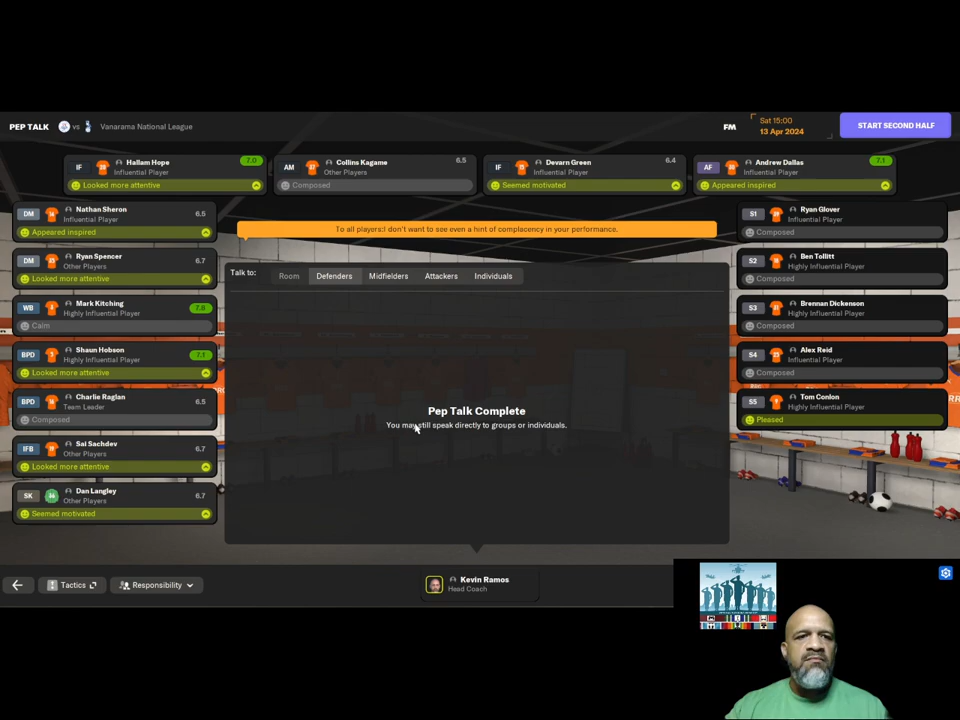 PEP TALK
vs
Vanarama National League
FM
Sat 15:00
13 Apr 2024
START SECOND HALF
IF
Hallam Hope
Influential Player
7.0
Looked more attentive
AM
Collins Kagame
Other Players
6.5
Composed
IF
Devarn Green
Influential Player
6.4
Seemed motivated
AF
Andrew Dallas
Influential Player
7.1
Appeared inspired
DM
Nathan Sheron
Influential Player
6.5
Appeared inspired
DM
Ryan Spencer
Other Players
6.7
Looked more attentive
WB
Mark Kitching
Highly Influential Player
Calm
BPD
Shaun Hobson
Highly Influential Player
7.1
Looked more attentive
BPD
Charlie Raglan
Team Leader
6.5
Composed
IFB
Sai Sachdev
Other Players
6.7
Looked more attentive
SK
Dan Langley
Other Players
6.7
Seemed motivated
To all players:I don't want to see even a hint of complacency in your performance.
Talk to:
Room
Defenders
Midfielders
Attackers
Individuals
Pep Talk Complete
You may still speak directly to groups or individuals.
S1
Ryan Glover
Influential Player
Composed
S2
Ben Tollitt
Highly Influential Player
Composed
S3
Brennan Dickenson
Highly Influential Player
Composed
S4
Alex Reid
Influential Player
Composed
S5
Tom Conlon
Highly Influential Player
Pleased
Tactics
Responsibility
Kevin Ramos
Head Coach